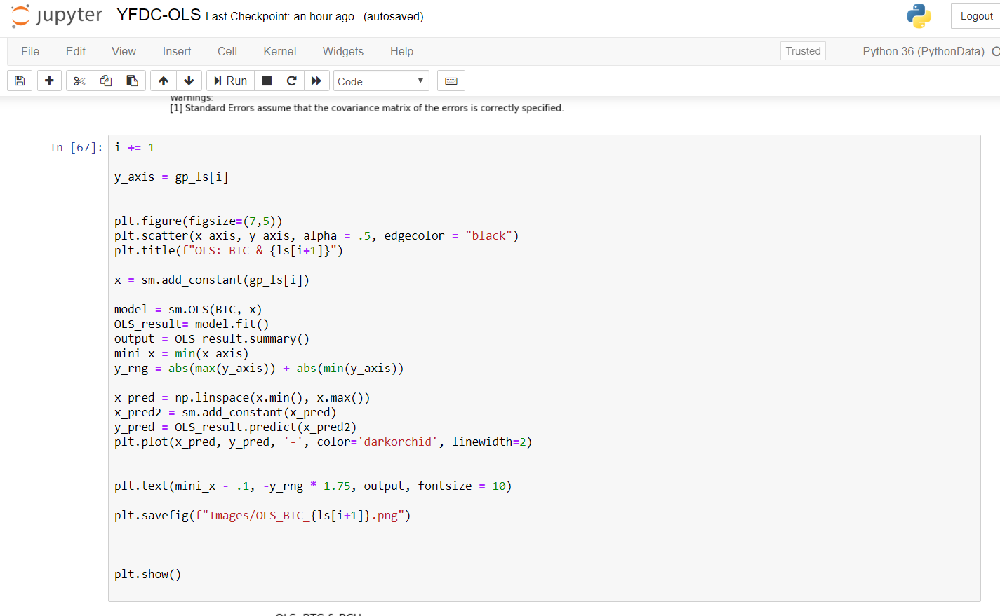 jupyter YFDC-OLS Last Checkpoint: an hour ago (autosaved)
Logout
File Edit View Insert Cell Kernel Widgets Help
Trusted
Python 36 (PythonData)
Run
Code
Warnings:
[1] Standard Errors assume that the covariance matrix of the errors is correctly specified.
In [67]:
i += 1
y_axis = gp_ls[i]
plt.figure(figsize=(7,5))
plt.scatter(x_axis, y_axis, alpha = .5, edgecolor = "black")
plt.title(f"OLS: BTC & {ls[i+1]}")
x = sm.add_constant(gp_ls[i])
model = sm.OLS(BTC, x)
OLS_result= model.fit()
output = OLS_result.summary()
mini_x = min(x_axis)
y_rng = abs(max(y_axis)) + abs(min(y_axis))
x_pred = np.linspace(x.min(), x.max())
x_pred2 = sm.add_constant(x_pred)
y_pred = OLS_result.predict(x_pred2)
plt.plot(x_pred, y_pred, '-', color='darkorchid', linewidth=2)
plt.text(mini_x - .1, -y_rng * 1.75, output, fontsize = 10)
plt.savefig(f"Images/OLS_BTC_{ls[i+1]}.png")
plt.show()